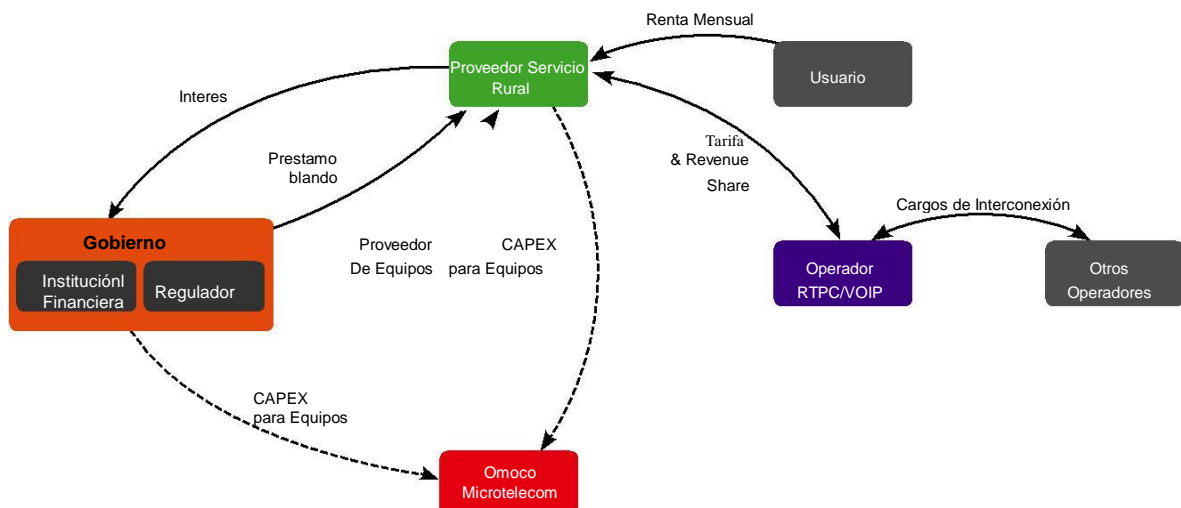 Renta Mensual
Proveedor Servicio
Rural
Usuario
Interes
Tarifa
& Revenue
Share
Prestamo
blando
Cargos de Interconexión
Gobierno
Instituciónl
Financiera
Regulador
Proveedor
De Equipos
CAPEX
para Equipos
Operador
RTPC/VOIP
Otros
Operadores
CAPEX
para Equipos
Omoco
Microtelecom